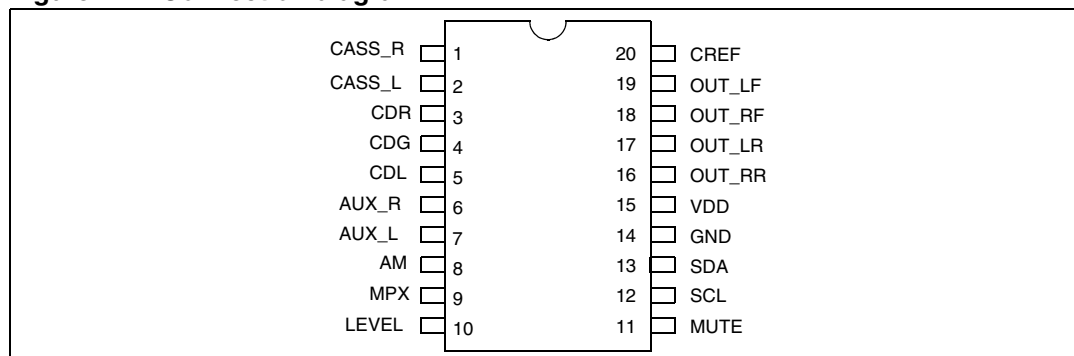 CASS_R 1 20 CREF
CASS_L 2 19 OUT_LF
CDR 3 18 OUT_RF
CDG 4 17 OUT_LR
CDL 5 16 OUT_RR
AUX_R 6 15 VDD
AUX_L 7 14 GND
AM 8 13 SDA
MPX 9 12 SCL
LEVEL 10 11 MUTE